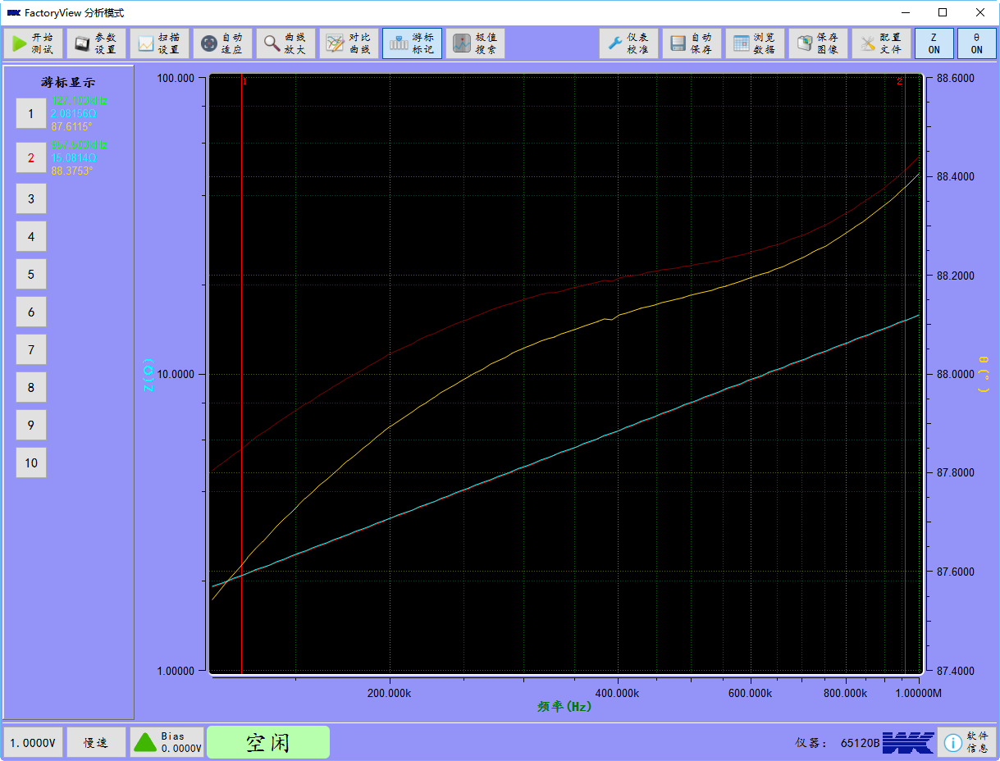 FactoryView 分析模式
开始
测试
参数
设置
扫描
设置
自动
适应
曲线
放大
对比
曲线
游标
标记
极值
搜索
仪表
校准
自动
保存
浏览
数据
保存
图像
配置
文件
Z
ON
θ
ON
游标显示
1
127.103kHz
2.08156Ω
87.6115°
2
957.503kHz
15.0814Ω
88.3753°
3
4
5
6
7
8
9
10
100.000
10.0000
1.00000
Z(Ω)
1
2
88.6000
88.4000
88.2000
88.0000
87.8000
87.6000
87.4000
θ(°)
200.000k
400.000k
600.000k
800.000k
1.00000M
频率(Hz)
1.0000V
慢速
Bias
0.0000V
空闲
仪器: 65120B
WK
软件
信息